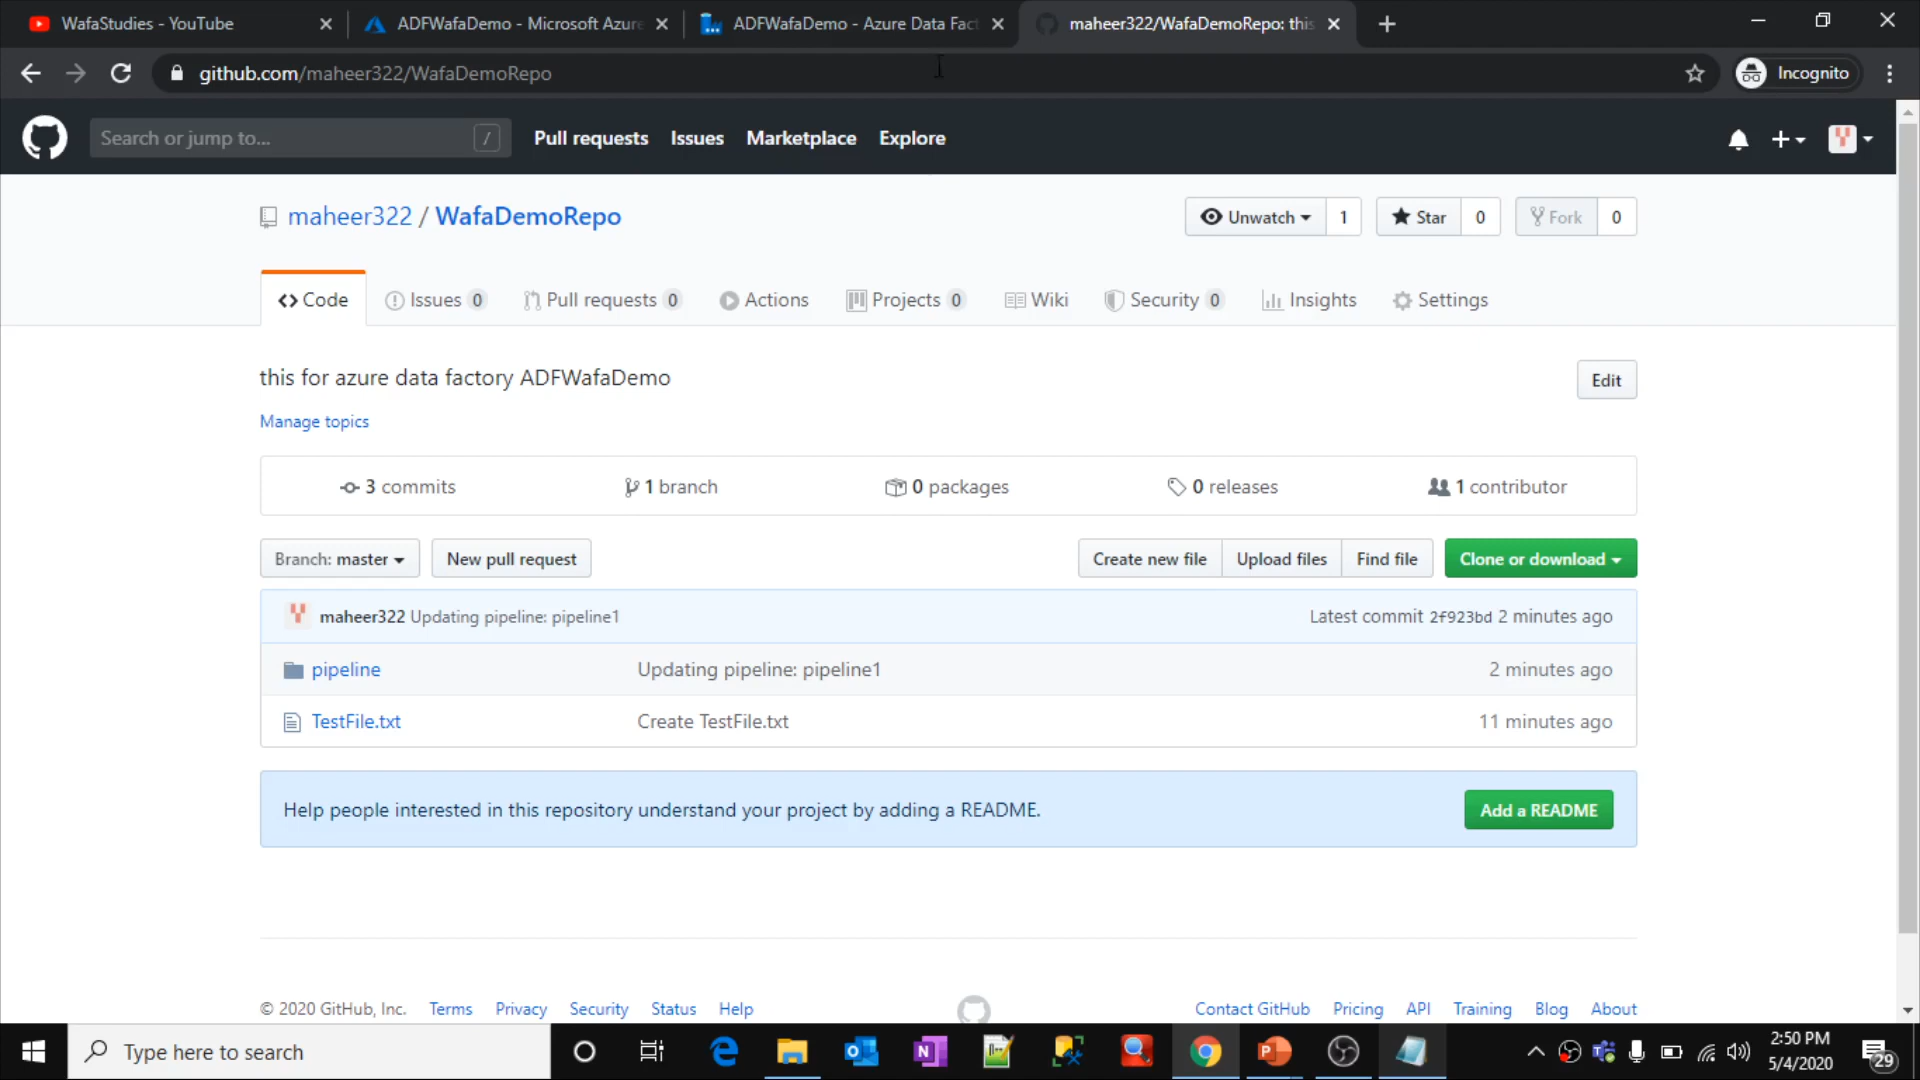 WafaStudies - YouTube
ADFWafaDemo - Microsoft Azure
ADFWafaDemo - Azure Data Fact
maheer322/WafaDemoRepo: this
github.com/maheer322/WafaDemoRepo
Incognito
Search or jump to...
/
Pull requests
Issues
Marketplace
Explore
maheer322 / WafaDemoRepo
Unwatch
1
Star
0
Fork
0
Code
Issues 0
Pull requests 0
Actions
Projects 0
Wiki
Security 0
Insights
Settings
this for azure data factory ADFWafaDemo
Edit
Manage topics
3 commits
1 branch
0 packages
0 releases
1 contributor
Branch: master
New pull request
Create new file
Upload files
Find file
Clone or download
maheer322 Updating pipeline: pipeline1
Latest commit 2f923bd 2 minutes ago
pipeline
Updating pipeline: pipeline1
2 minutes ago
TestFile.txt
Create TestFile.txt
11 minutes ago
Help people interested in this repository understand your project by adding a README.
Add a README
© 2020 GitHub, Inc.
Terms
Privacy
Security
Status
Help
Contact GitHub
Pricing
API
Training
Blog
About
Type here to search
2:50 PM
5/4/2020
29